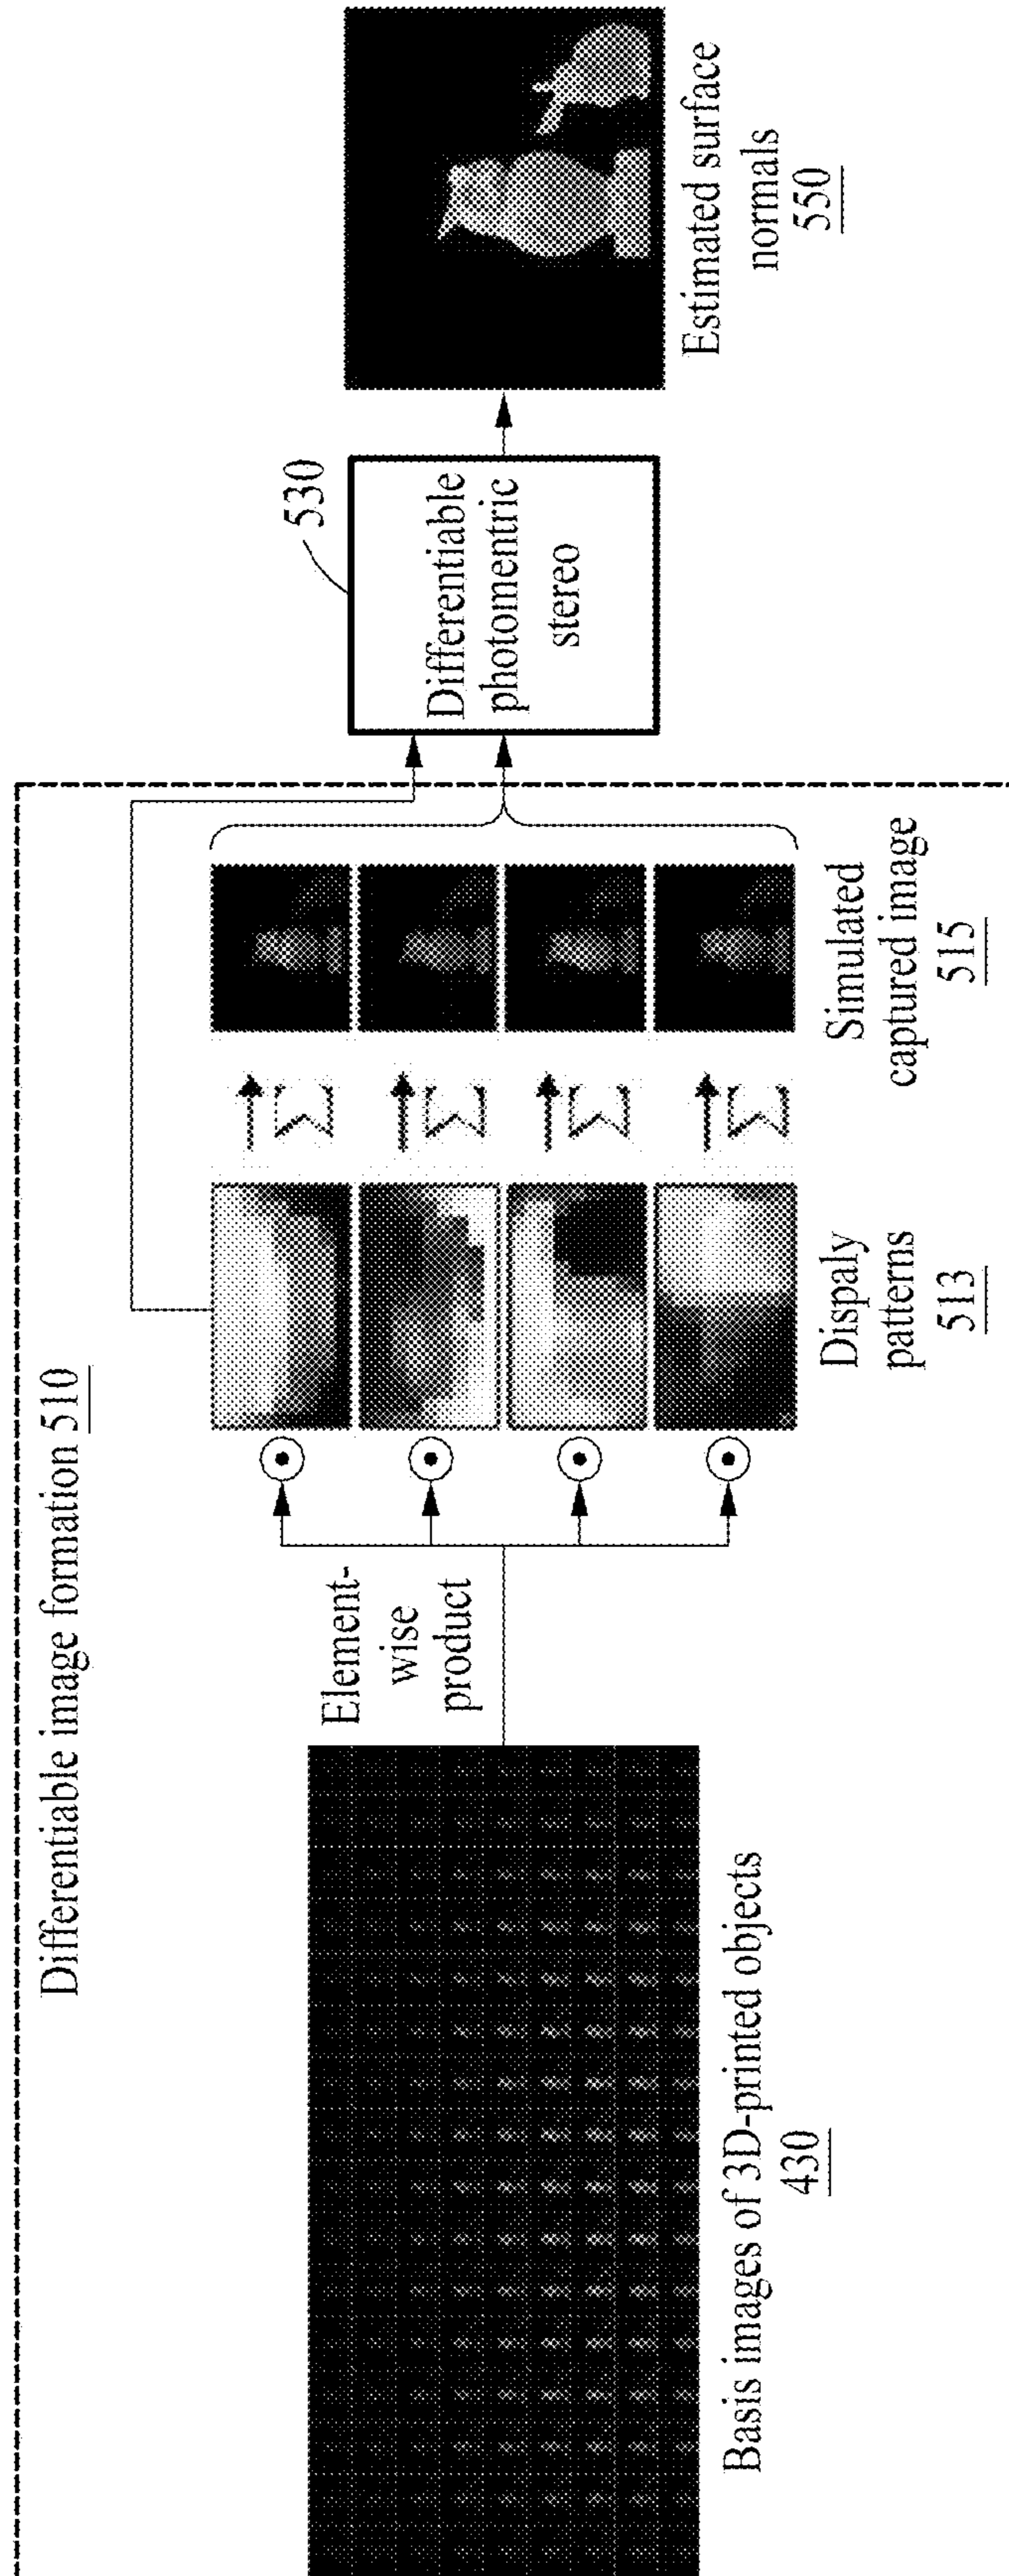 Differentiable image formation 510
Basis images of 3D-printed objects
430
Element-
wise
product
Dispaly
patterns
513
Simulated
captured image
515
530
Differentiable
photomentric
stereo
Estimated surface
normals
550